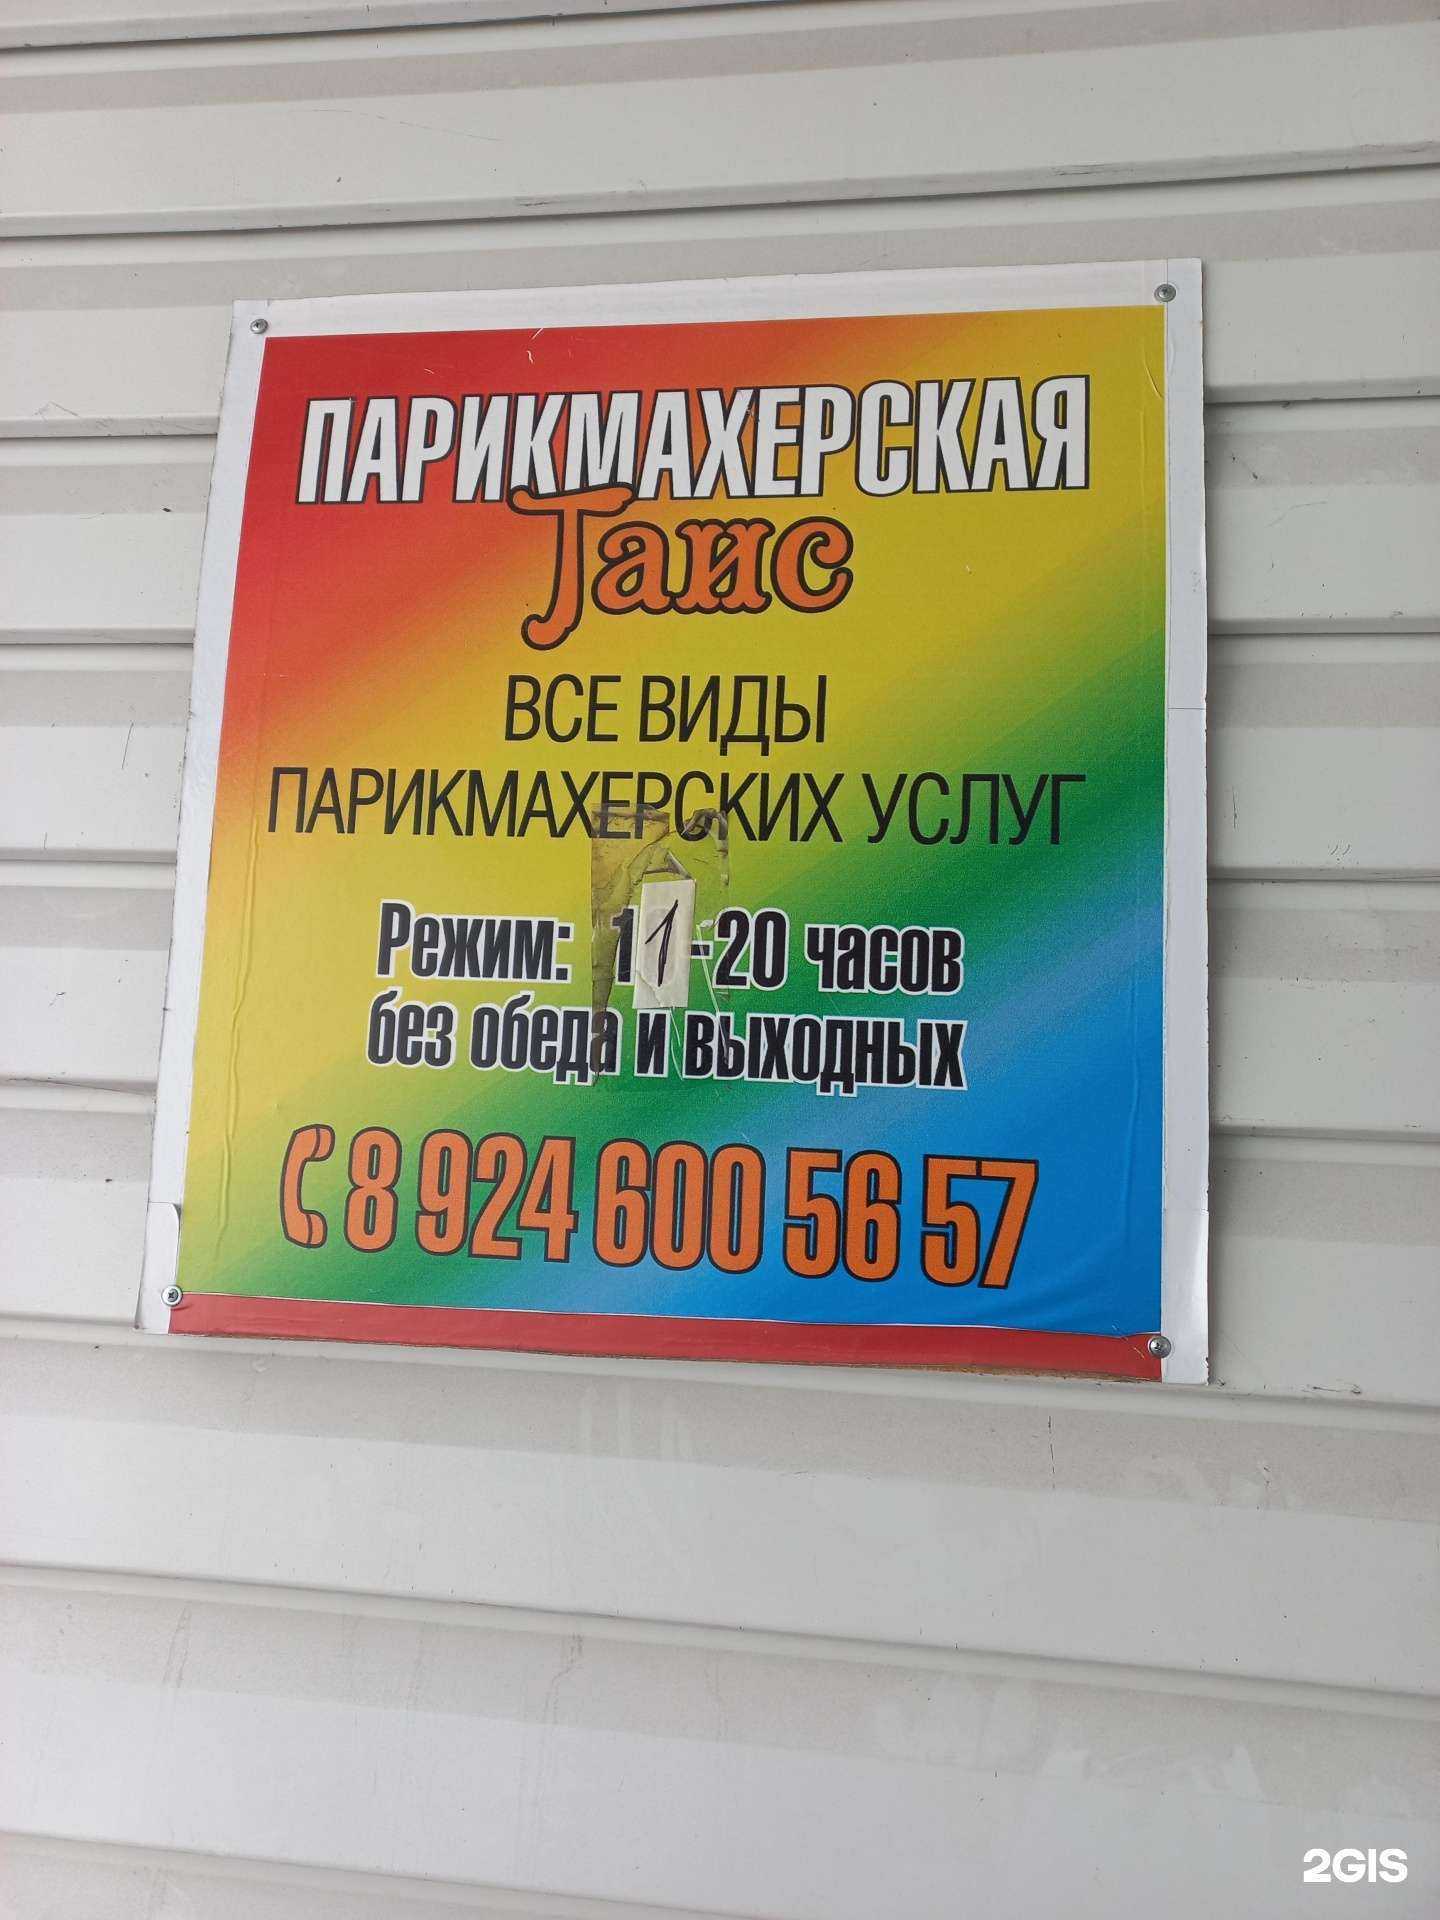 ПАРИКМАХЕРСКАЯ
Таис
ВСЕ ВИДЫ
ПАРИКМАХЕРСКИХ УСЛУГ
Режим: 11-20 часов
без обеда и выходных
8 924 600 56 57
2GIS